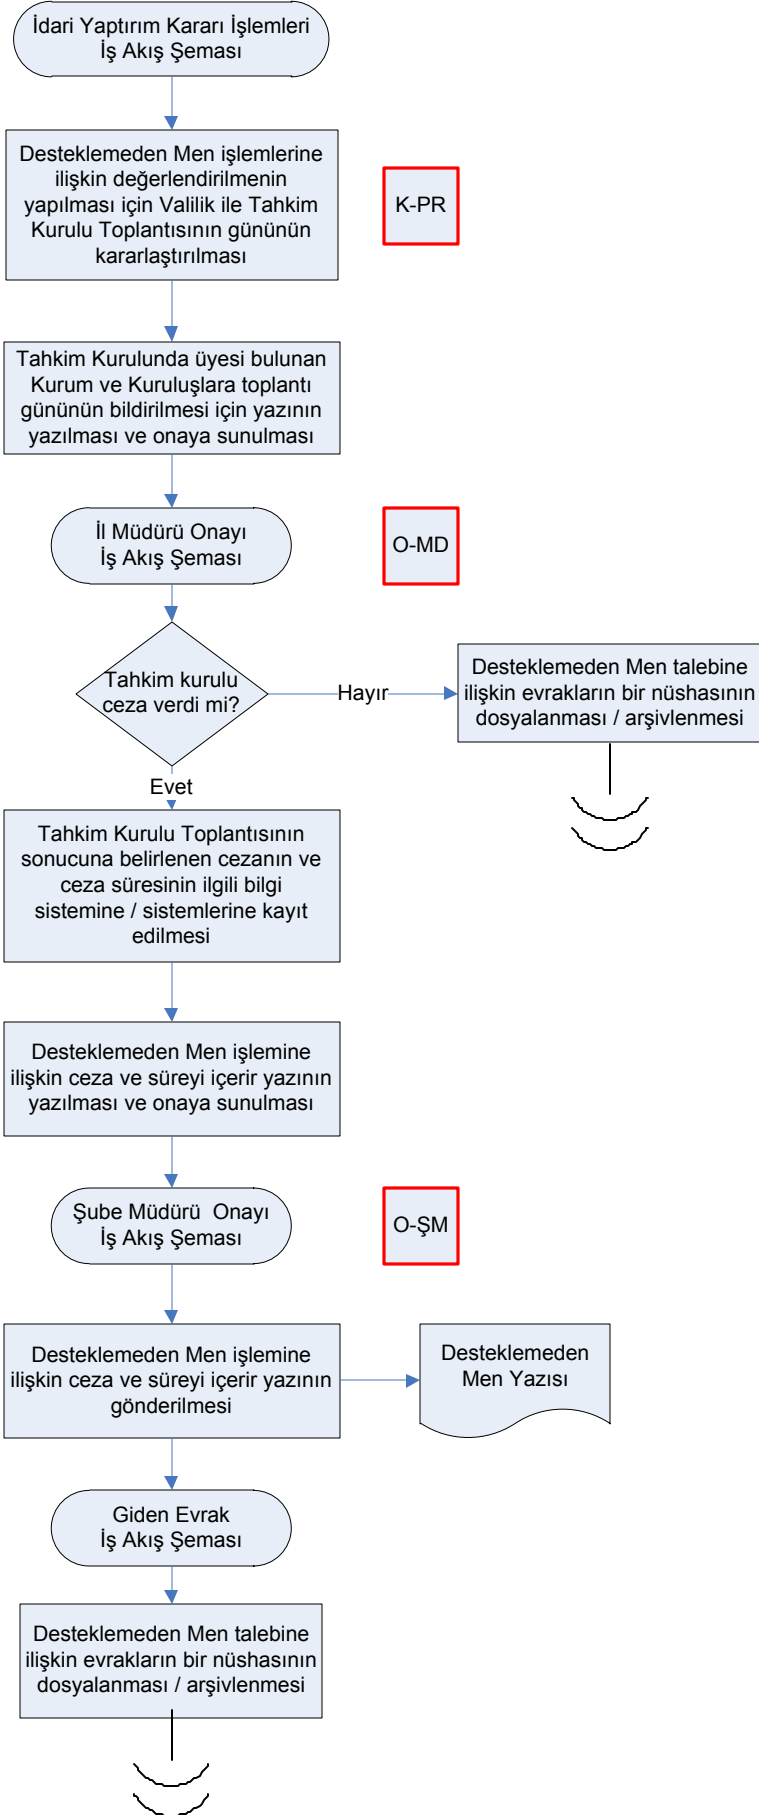 İdari Yaptırım Kararı İşlemleri
İş Akış Şeması
Desteklemeden Men işlemlerine
ilişkin değerlendirilmenin
yapılması için Valilik ile Tahkim
Kurulu Toplantısının gününün
kararlaştırılması
K-PR
Tahkim Kurulunda üyesi bulunan
Kurum ve Kuruluşlara toplantı
gününün bildirilmesi için yazının
yazılması ve onaya sunulması
İl Müdürü Onayı
İş Akış Şeması
O-MD
Tahkim kurulu
ceza verdi mi?
Hayır
Desteklemeden Men talebine
ilişkin evrakların bir nüshasının
dosyalanması / arşivlenmesi
Evet
Tahkim Kurulu Toplantısının
sonucuna belirlenen cezanın ve
ceza süresinin ilgili bilgi
sistemine / sistemlerine kayıt
edilmesi
Desteklemeden Men işlemine
ilişkin ceza ve süreyi içerir yazının
yazılması ve onaya sunulması
Şube Müdürü  Onayı
İş Akış Şeması
O-ŞM
Desteklemeden Men işlemine
ilişkin ceza ve süreyi içerir yazının
gönderilmesi
Desteklemeden
Men Yazısı
Giden Evrak
İş Akış Şeması
Desteklemeden Men talebine
ilişkin evrakların bir nüshasının
dosyalanması / arşivlenmesi